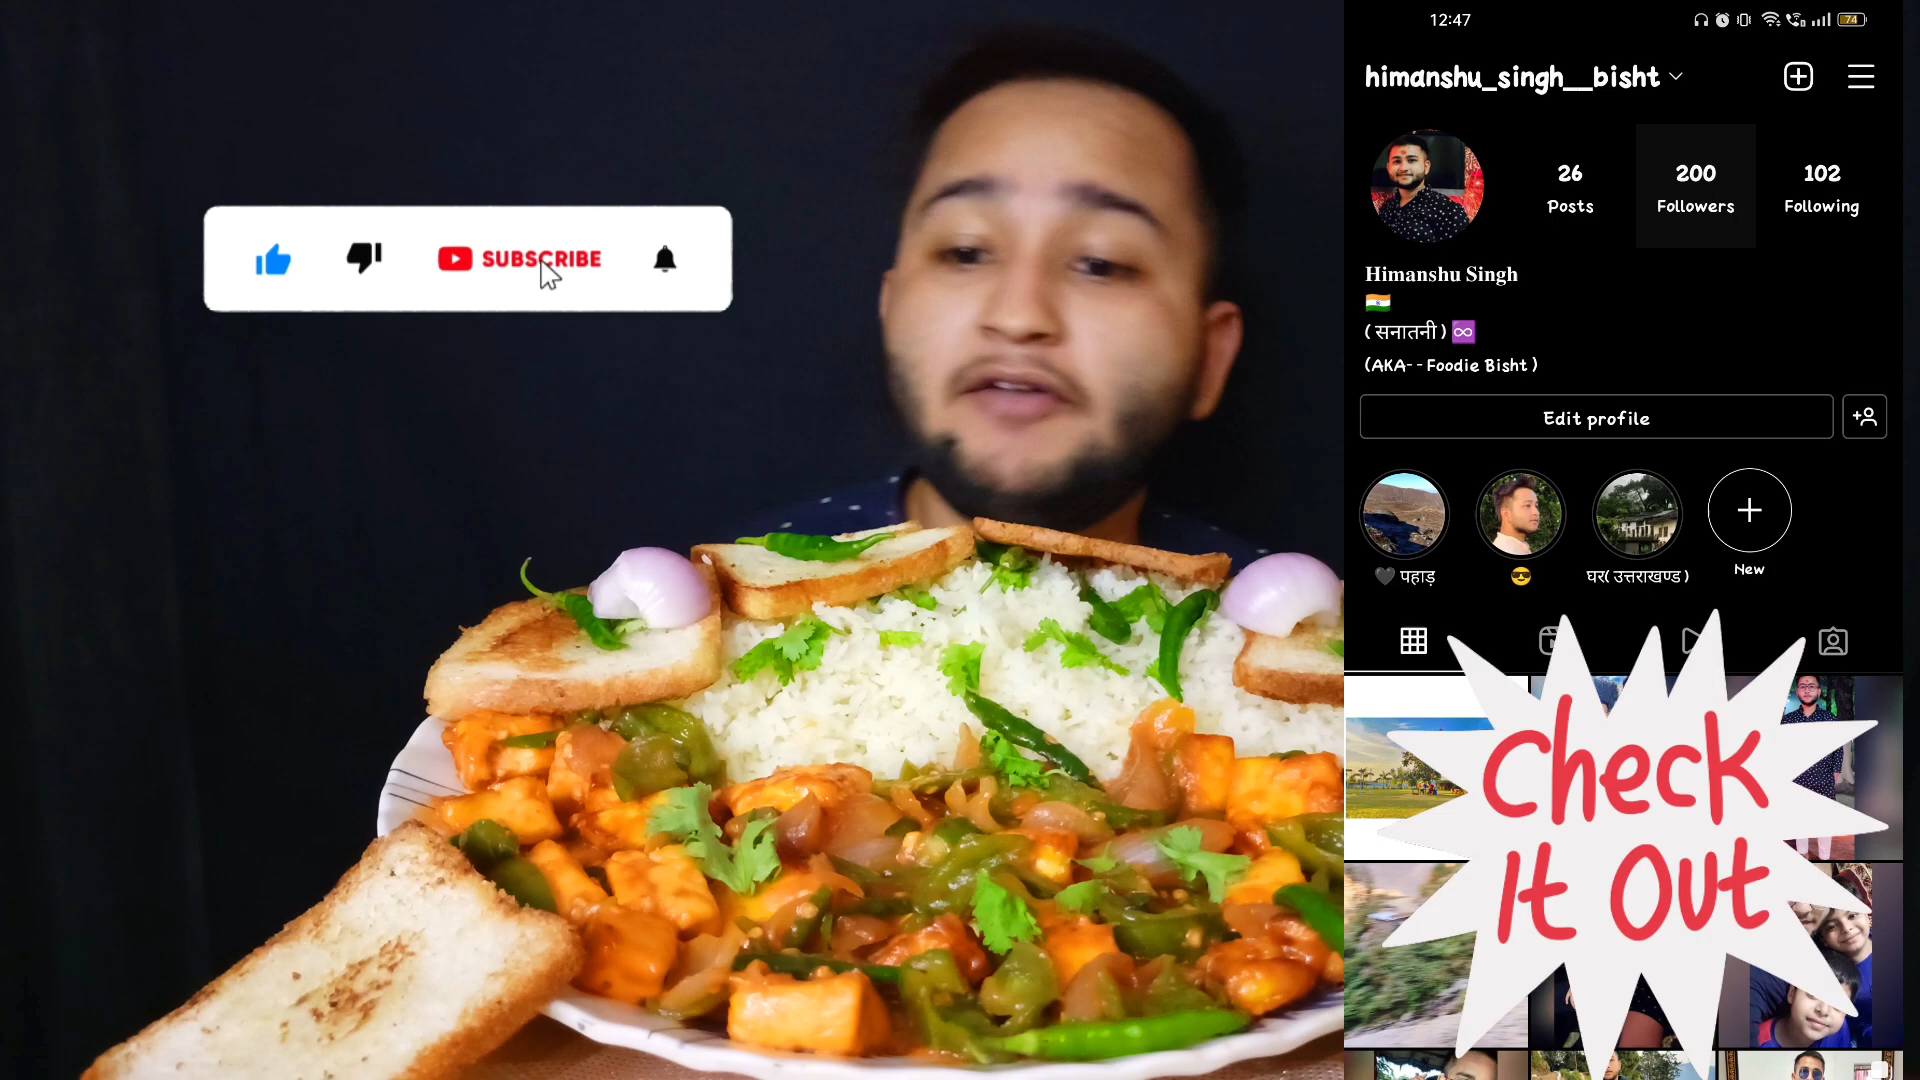 SUBSCRIBE
12:47
74
himanshu_singh__bisht
26
Posts
200
Followers
102
Following
Himanshu Singh
(सनातनी)
(AKA--Foodie Bisht )
Edit profile
पहाड़
घर( उत्तराखण्ड )
New
Check
It Out